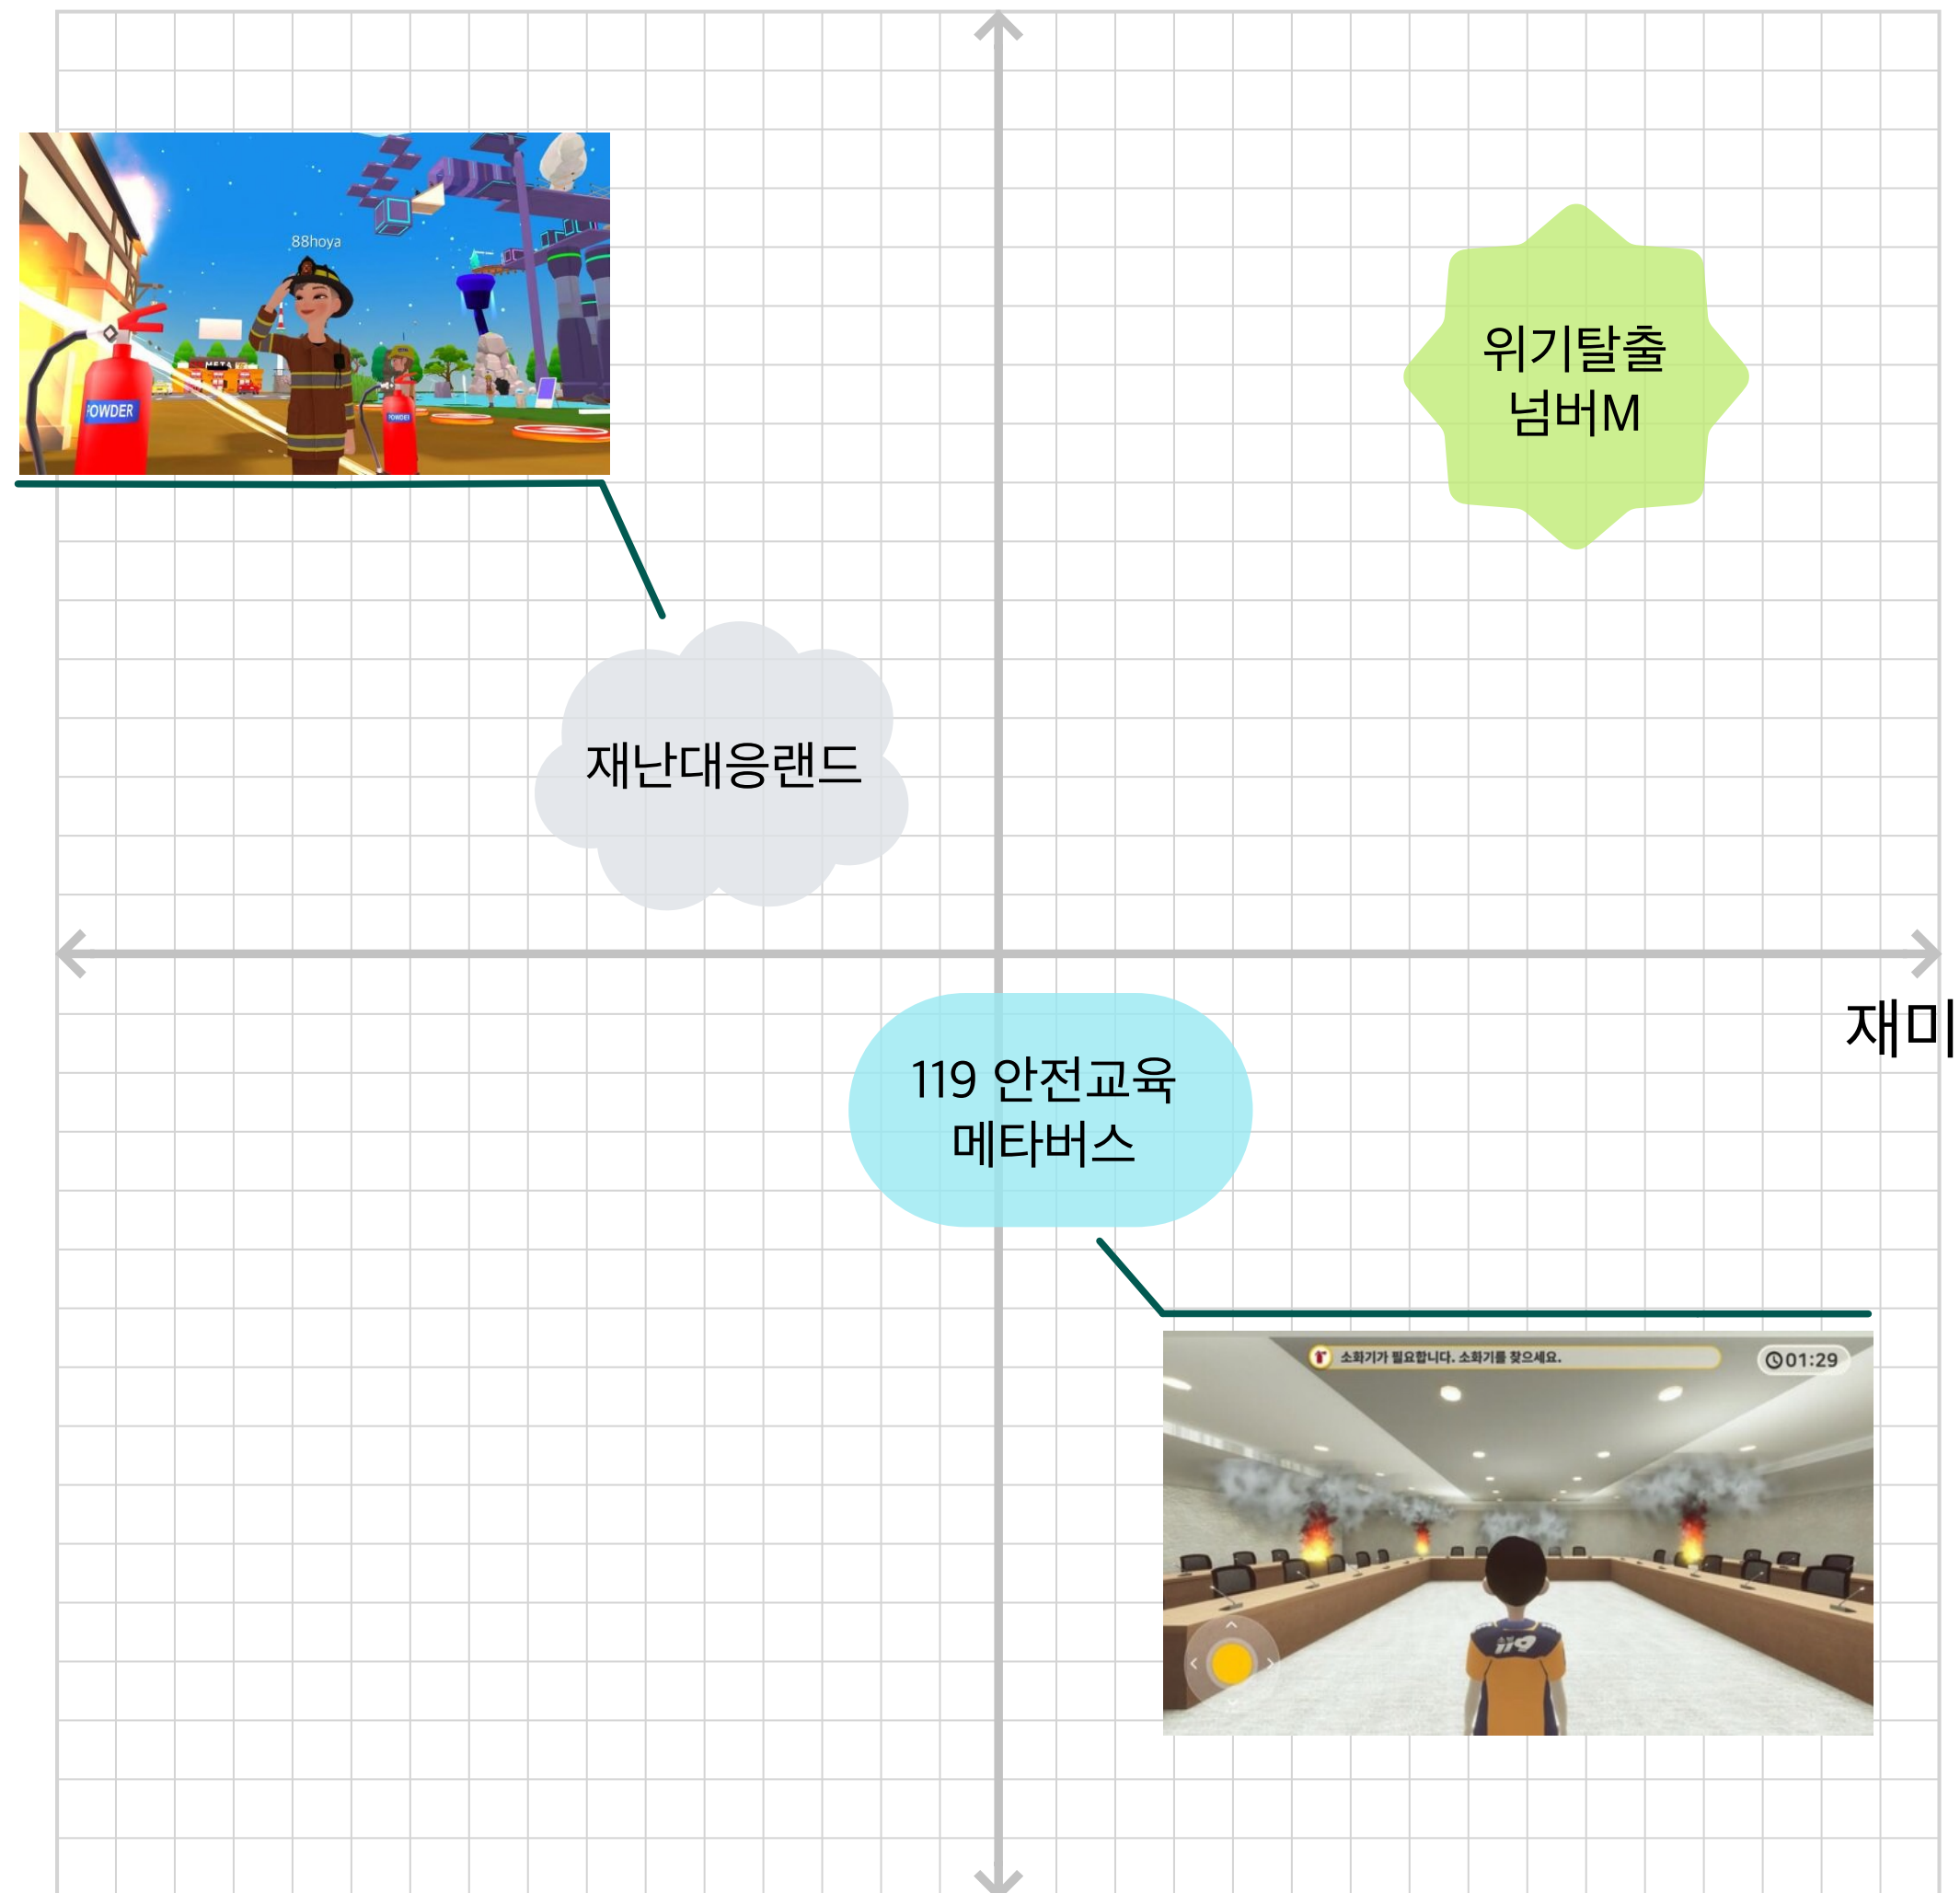 88hoya
META
POWDER
POWDER
위기탈출
넘버M
재난대응랜드
재미
119 안전교육
메타버스
소화기가 필요합니다. 소화기를 찾으세요.
01:29
119